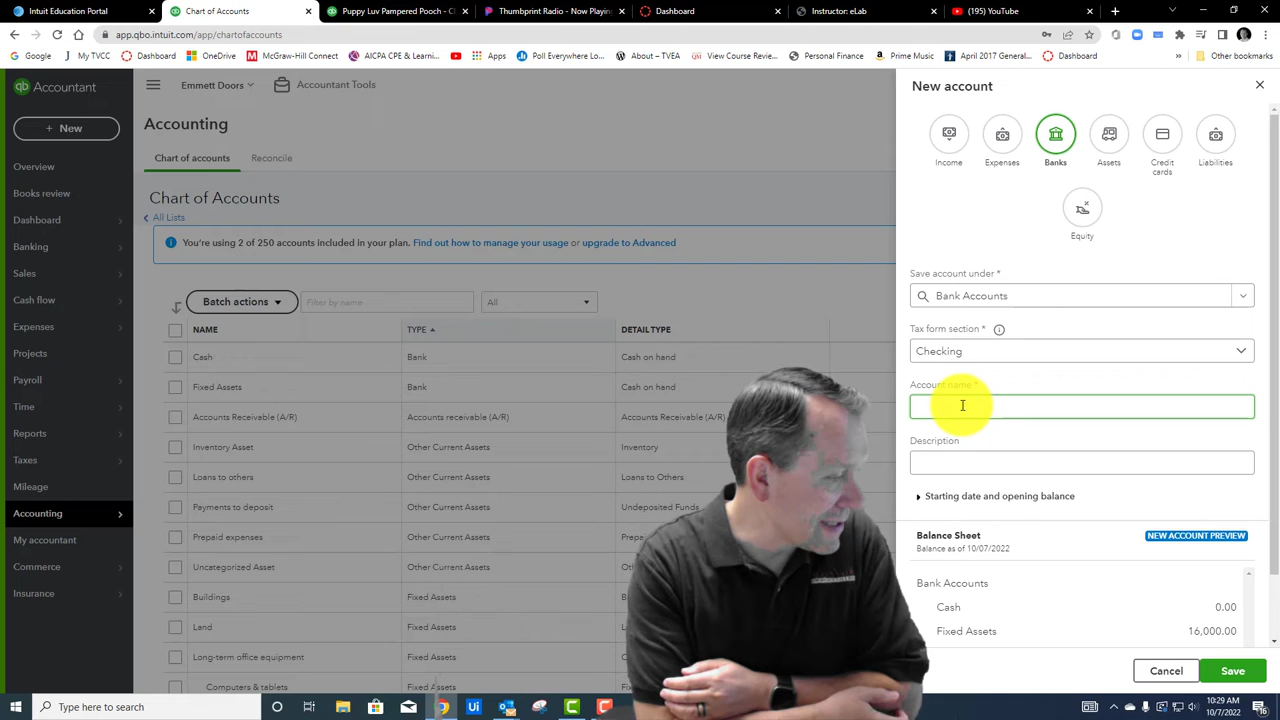 Intuit Education Portal
Chart of Accounts
Puppy Luv Pampered Pooch - C
Thumbprint Radio - Now Playing
Dashboard
Instructor: eLab
(195) YouTube
app.qbo.intuit.com/app/chartofaccounts
Google
My TVCC
Dashboard
OneDrive
McGraw-Hill Connect
AICPA CPE & Learni...
Apps
Poll Everywhere Lo...
About — TVEA
View Course Revie...
Personal Finance
Prime Music
April 2017 General...
Dashboard
»
Other bookmarks
qb Accountant
+ New
Overview
Books review
Dashboard
Banking
Sales
Cash flow
Expenses
Projects
Payroll
Time
Reports
Taxes
Mileage
Accounting
My accountant
Commerce
Insurance
Emmett Doors
Accountant Tools
Accounting
Chart of accounts
Reconcile
Chart of Accounts
All Lists
You're using 2 of 250 accounts included in your plan. Find out how to manage your usage or upgrade to Advanced
Batch actions
Filter by name
All
NAME TYPE DETAIL TYPE
Cash Bank Cash on hand
Fixed Assets Bank Cash on hand
Accounts Receivable (A/R) Accounts receivable (A/R) Accounts Receivable (A/R)
Inventory Asset Other Current Assets Inventory
Loans to others Other Current Assets Loans to Others
Payments to deposit Other Current Assets Undeposited Funds
Prepaid expenses Other Current Assets
Uncategorized Asset Other Current Assets
Buildings Fixed Assets
Land Fixed Assets
Long-term office equipment Fixed Assets
Computers & tablets Fixed Assets
New account
Income
Expenses
Banks
Assets
Credit
cards
Liabilities
Equity
Save account under *
Bank Accounts
Tax form section *
Checking
Account name *
Description
Starting date and opening balance
Balance Sheet
NEW ACCOUNT PREVIEW
Balance as of 10/07/2022
Bank Accounts
Cash 0.00
Fixed Assets 16,000.00
Cancel
Save
Type here to search
Ui
10:29 AM
10/7/2022